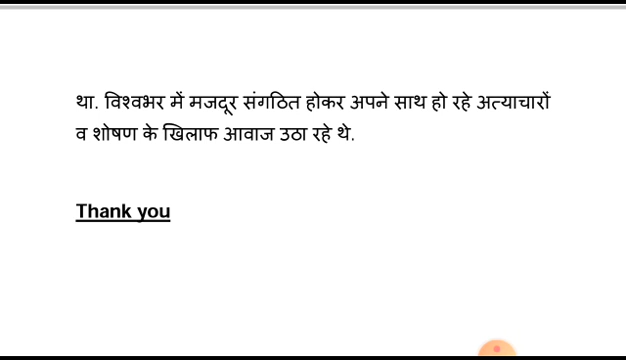 था. विश्वभर में मजदूर संगठित होकर अपने साथ हो रहे अत्याचारों
व शोषण के खिलाफ आवाज उठा रहे थे.
Thank you